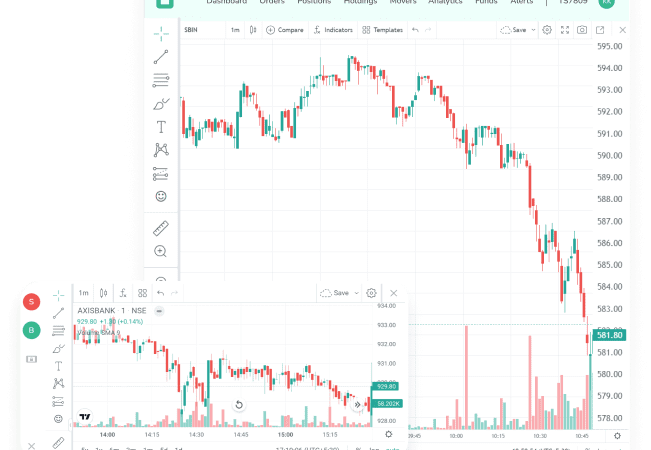 Dashboard Orders Positions Holdings Movers Analytics Funds Alerts TS7809 KK
SBIN 1m Compare Indicators Templates Save
595.00
594.00
593.00
592.00
591.00
590.00
589.00
588.00
587.00
586.00
585.00
584.00
583.00
581.80
581.00
580.00
579.00
578.00
09:45 10:00 10:15 10:30 10:45
S
B
1m Save
AXISBANK · 1 · NSE
929.80 +1.30 (+0.14%)
Volume SMA 9
934.00
933.00
932.00
931.00
929.80
58.202K
928.00
14:00 14:15 14:30 14:45 15:00 15:15